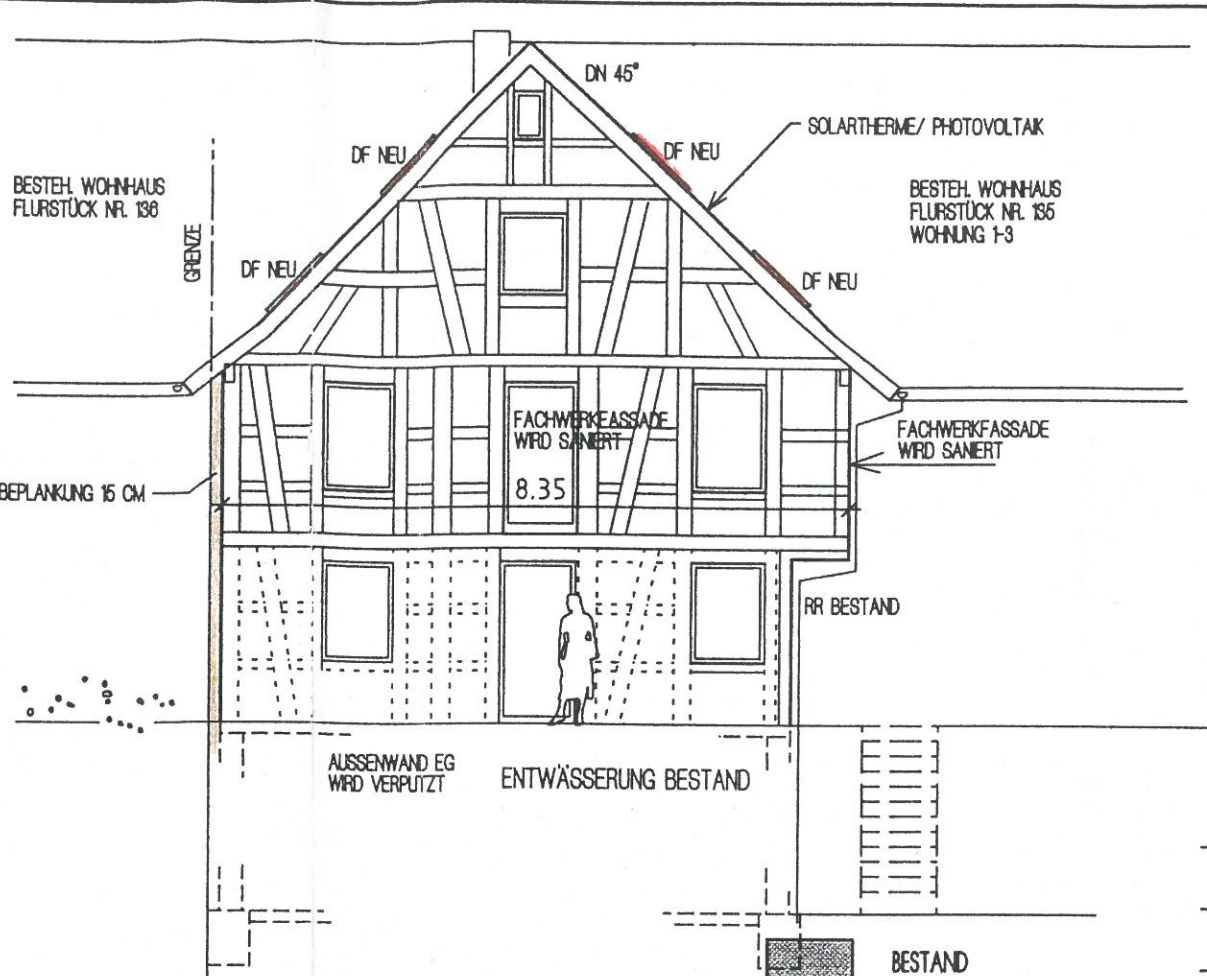 DN 45°
SOLARTHERME/ PHOTOVOLTAIK
DF NEU
DF NEU
BESTEH. WOHNHAUS
FLURSTÜCK NR. 136
BESTEH. WOHNHAUS
FLURSTÜCK NR. 135
WOHNUNG 1-3
GRENZE
DF NEU
DF NEU
FACHWERKFASSADE
WIRD SANIERT
FACHWERKFASSADE
WIRD SANIERT
BEPLANKUNG 15 CM
8.35
RR BESTAND
AUSSENWAND EG
WIRD VERPUTZT
ENTWÄSSERUNG BESTAND
BESTAND